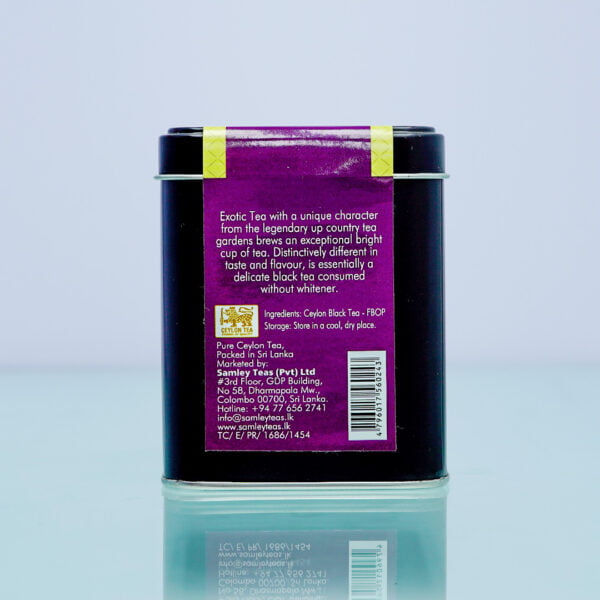 Exotic Tea with a unique character
from the legendary up country tea
gardens brews an exceptional bright
cup of tea. Distinctively different in
taste and flavour, is essentially a
delicate black tea consumed
without whitener.
CEYLON TEA
Ingredients: Ceylon Black Tea - FBOP
Storage: Store in a cool, dry place.
Pure Ceylon Tea,
Packed in Sri Lanka
Marketed by:
Samley Teas (Pvt) Ltd
#3rd Floor, GDP Building,
No 58, Dharmapala Mw.,
Colombo 00700, Sri Lanka.
Hotline: +94 77 656 2741
info@samleyteas.lk
www.samleyteas.lk
TC/ E/ PR/ 1686/1454
4 796017 560243